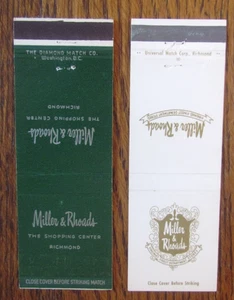 THE DIAMOND MATCH CO.
Washington, D.C.
RICHMOND
THE SHOPPING CENTER
Miller & Rhoads
Miller & Rhoads
THE SHOPPING CENTER
RICHMOND
CLOSE COVER BEFORE STRIKING MATCH
Universal Match Corp., Richmond
Miller & Rhoads
Miller
&
Rhoads
Close Cover Before Striking